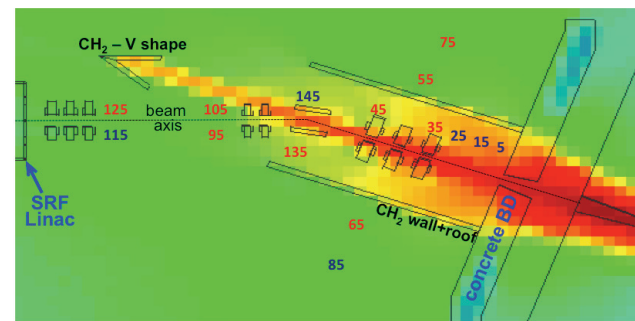 75
CH₂ – V shape
55
145
125
beam
axis
105
45
35
25
15
5
115
95
135
SRF
Linac
CH₂ wall+roof
65
concrete BD
85